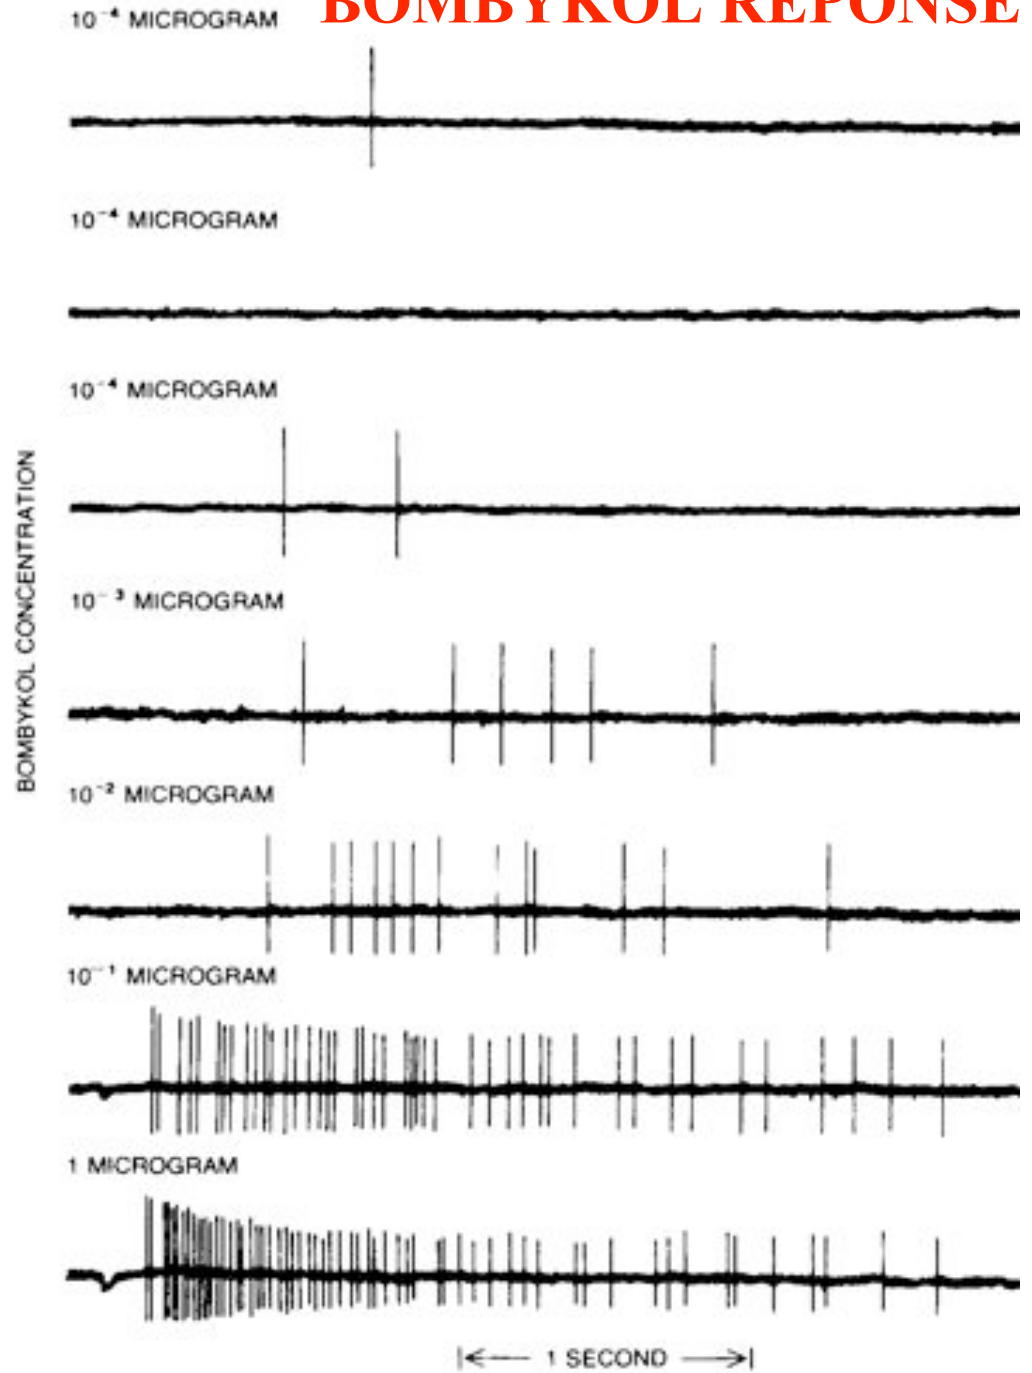 BOMBYKOL REPONSE
10⁻⁴ MICROGRAM
10⁻⁴ MICROGRAM
10⁻⁴ MICROGRAM
BOMBYKOL CONCENTRATION
10⁻³ MICROGRAM
10⁻² MICROGRAM
10⁻¹ MICROGRAM
1 MICROGRAM
1 SECOND